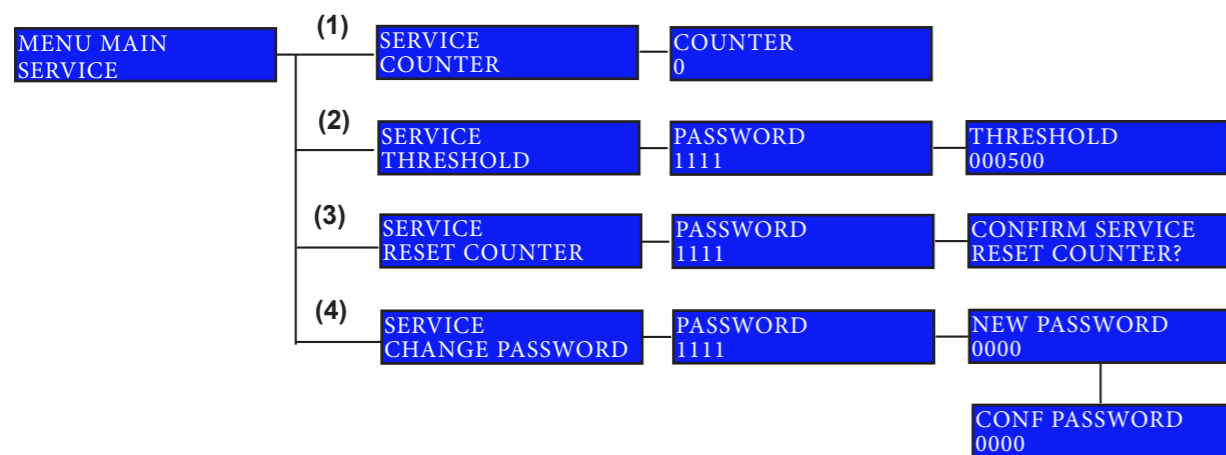 MENU MAIN
SERVICE
(1)
SERVICE
COUNTER
COUNTER
0
(2)
SERVICE
THRESHOLD
PASSWORD
1111
THRESHOLD
000500
(3)
SERVICE
RESET COUNTER
PASSWORD
1111
CONFIRM SERVICE
RESET COUNTER?
(4)
SERVICE
CHANGE PASSWORD
PASSWORD
1111
NEW PASSWORD
0000
CONF PASSWORD
0000